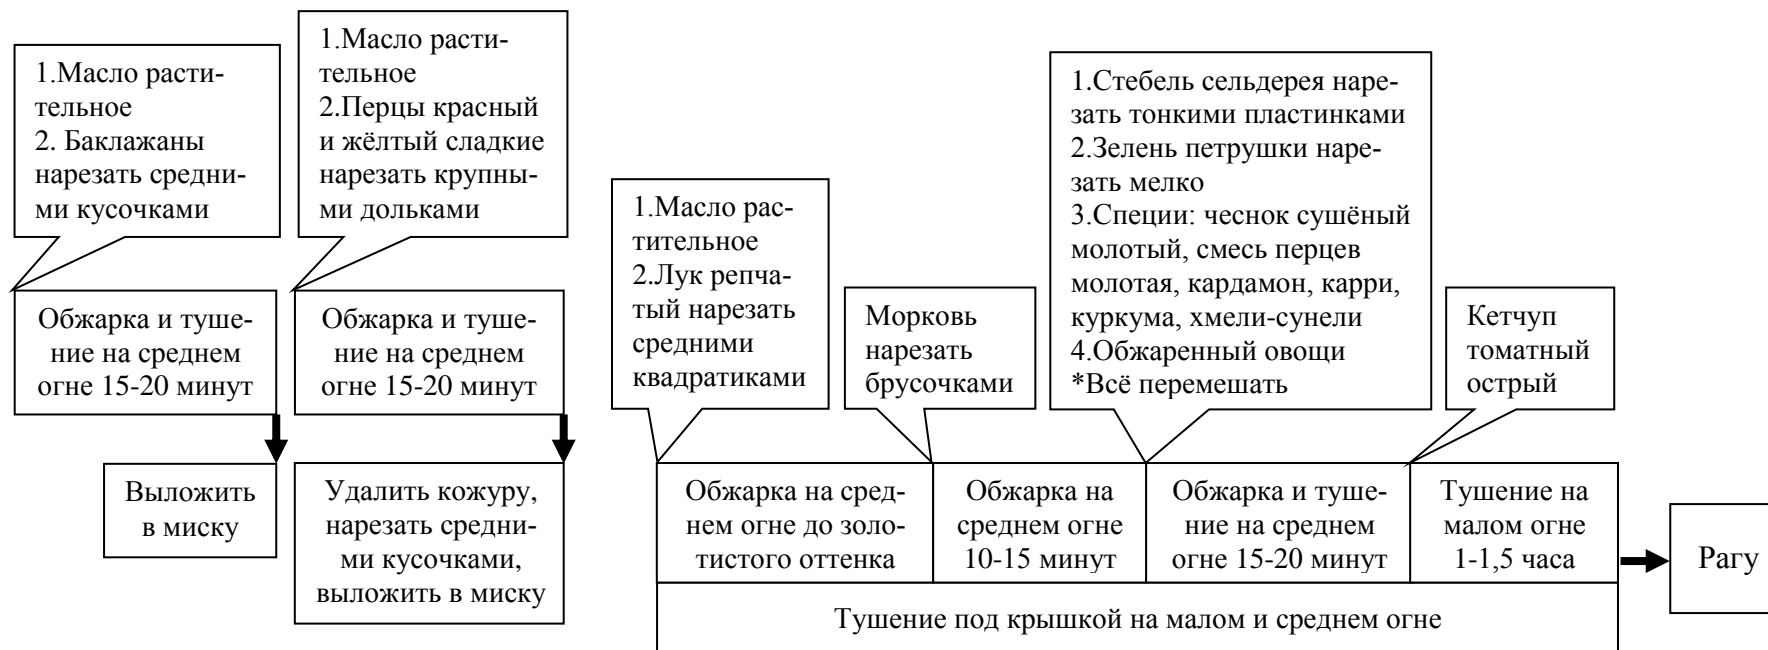 1.Масло расти-
тельное
2. Баклажаны
нарезать средни-
ми кусочками
1.Масло расти-
тельное
2.Перцы красный
и жёлтый сладкие
нарезать крупны-
ми дольками
1.Масло рас-
тительное
2.Лук репча-
тый нарезать
средними
квадратиками
Морковь
нарезать
брусочками
1.Стебель сельдерея наре-
зать тонкими пластинками
2.Зелень петрушки наре-
зать мелко
3.Специи: чеснок сушёный
молотый, смесь перцев
молотая, кардамон, карри,
куркума, хмели-сунели
4.Обжаренный овощи
*Всё перемешать
Кетчуп
томатный
острый
Обжарка и туше-
ние на среднем
огне 15-20 минут
Обжарка и туше-
ние на среднем
огне 15-20 минут
Выложить
в миску
Удалить кожуру,
нарезать средни-
ми кусочками,
выложить в миску
Обжарка на сред-
нем огне до золо-
тистого оттенка
Обжарка на
среднем огне
10-15 минут
Обжарка и туше-
ние на среднем
огне 15-20 минут
Тушение на
малом огне
1-1,5 часа
Рагу
Тушение под крышкой на малом и среднем огне